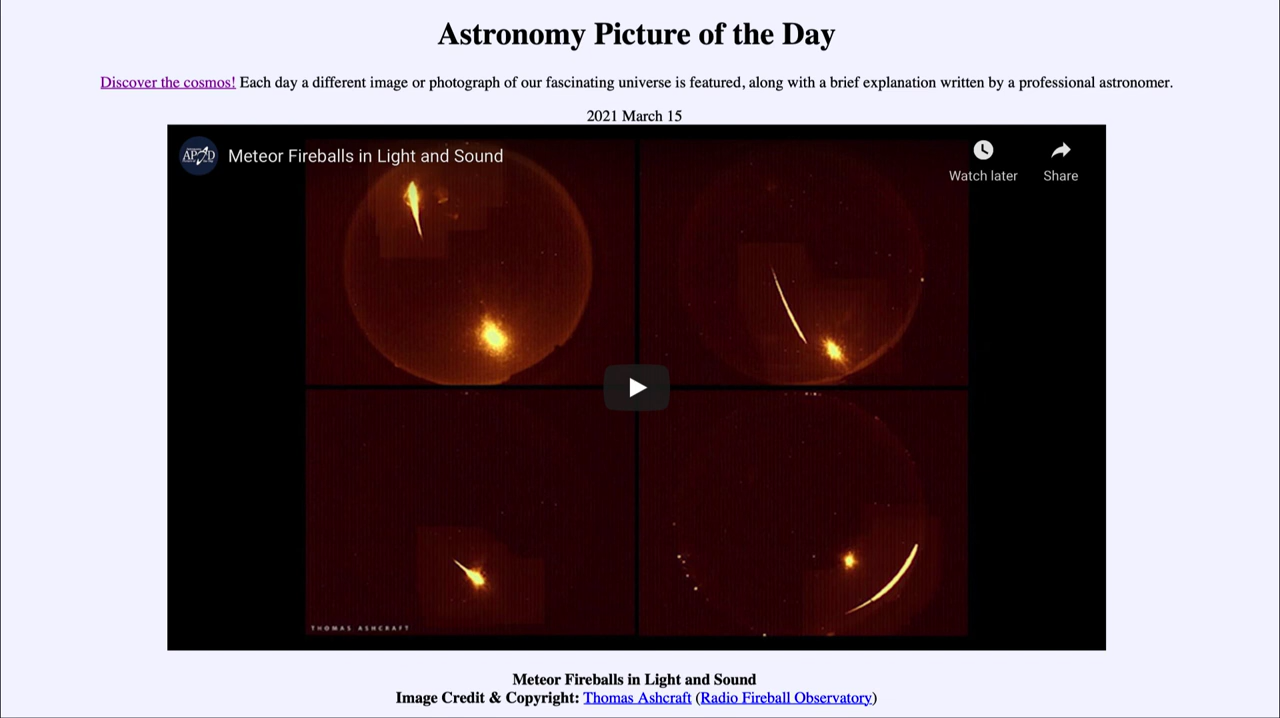 Astronomy Picture of the Day
Discover the cosmos! Each day a different image or photograph of our fascinating universe is featured, along with a brief explanation written by a professional astronomer.
2021 March 15
APOD
Meteor Fireballs in Light and Sound
Watch later
Share
THOMAS ASHCRAFT
Meteor Fireballs in Light and Sound
Image Credit & Copyright: Thomas Ashcraft (Radio Fireball Observatory)